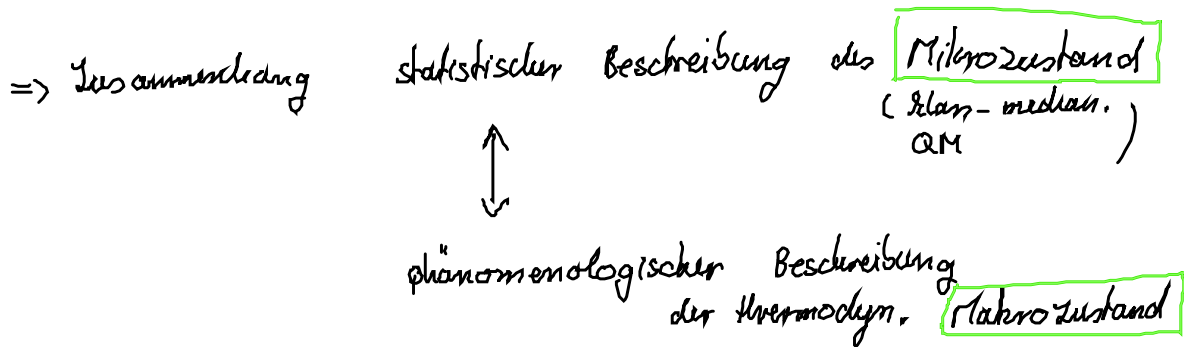 => Zusammenhang statistischer Beschreibung des Mikrozustand
( klass-mechan.
QM )
↕
phänomenologischer Beschreibung
der thermodyn. Makrozustand